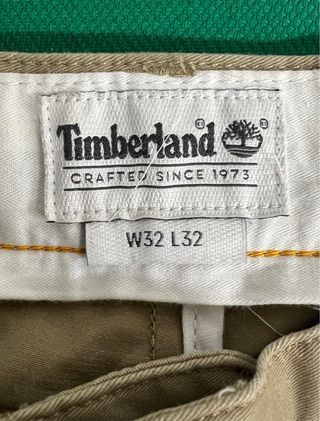 Timberland
CRAFTED SINCE 1973
W32 L32